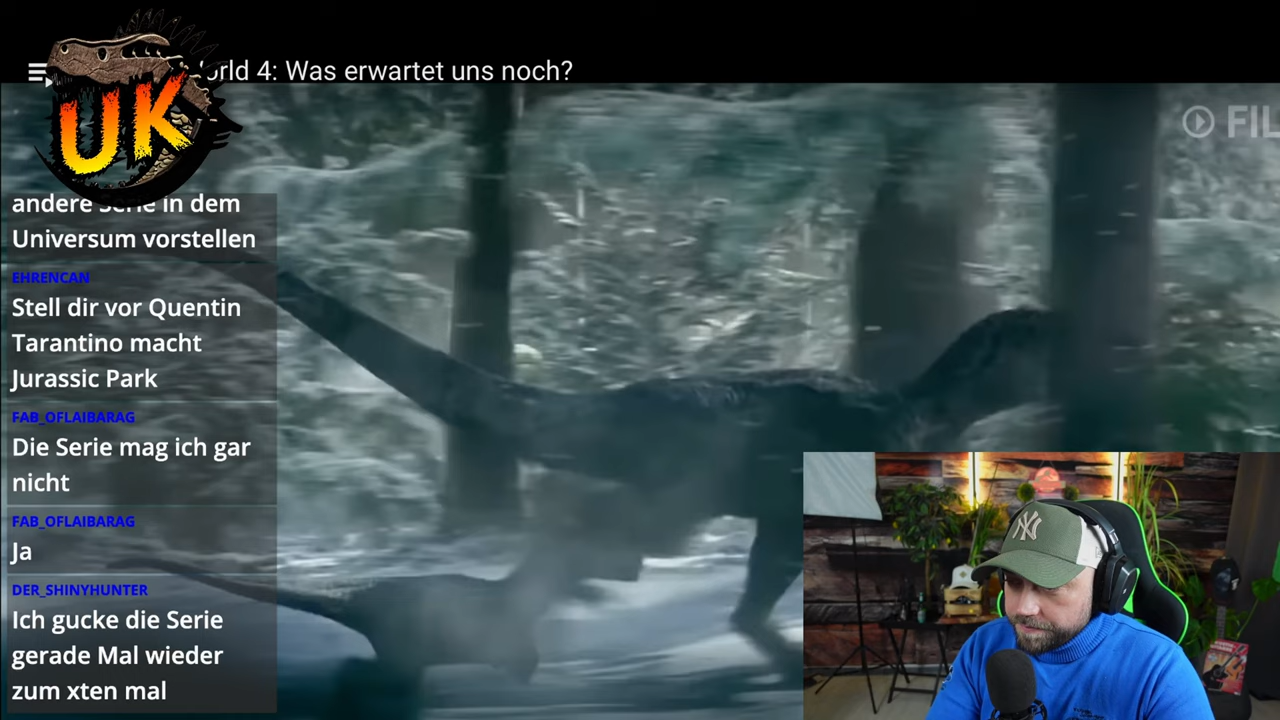 UK
orld 4: Was erwartet uns noch?
FIL
andere Serie in dem
Universum vorstellen
EHRENCAN
Stell dir vor Quentin
Tarantino macht
Jurassic Park
FAB_OFLAIBARAG
Die Serie mag ich gar
nicht
FAB_OFLAIBARAG
Ja
DER_SHINYHUNTER
Ich gucke die Serie
gerade Mal wieder
zum xten mal
NY